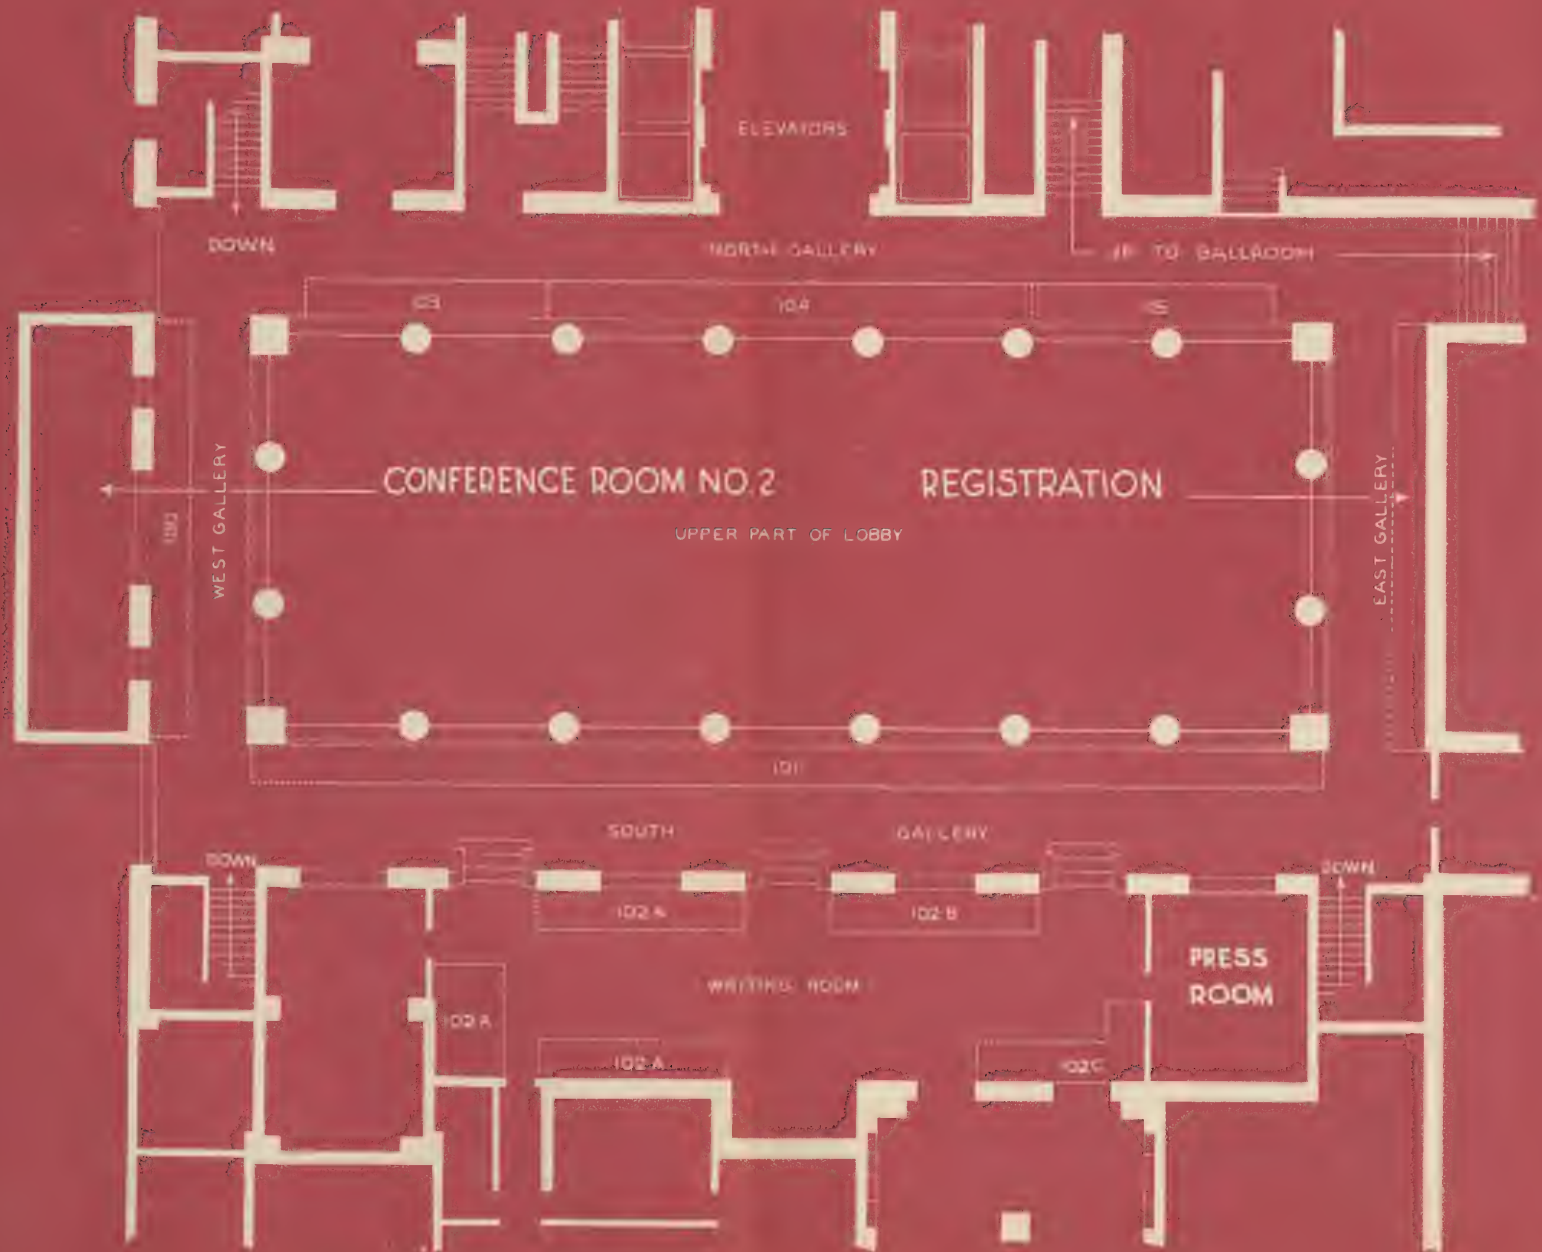 ELEVATORS
DOWN
NORTH GALLERY
UP TO BALLROOM
103
104
CONFERENCE ROOM NO. 2
REGISTRATION
WEST GALLERY
UPPER PART OF LOBBY
EAST GALLERY
101
SOUTH GALLERY
DOWN
DOWN
102 A
102 B
PRESS
ROOM
WRITING ROOM
102 A
102 A
102 C